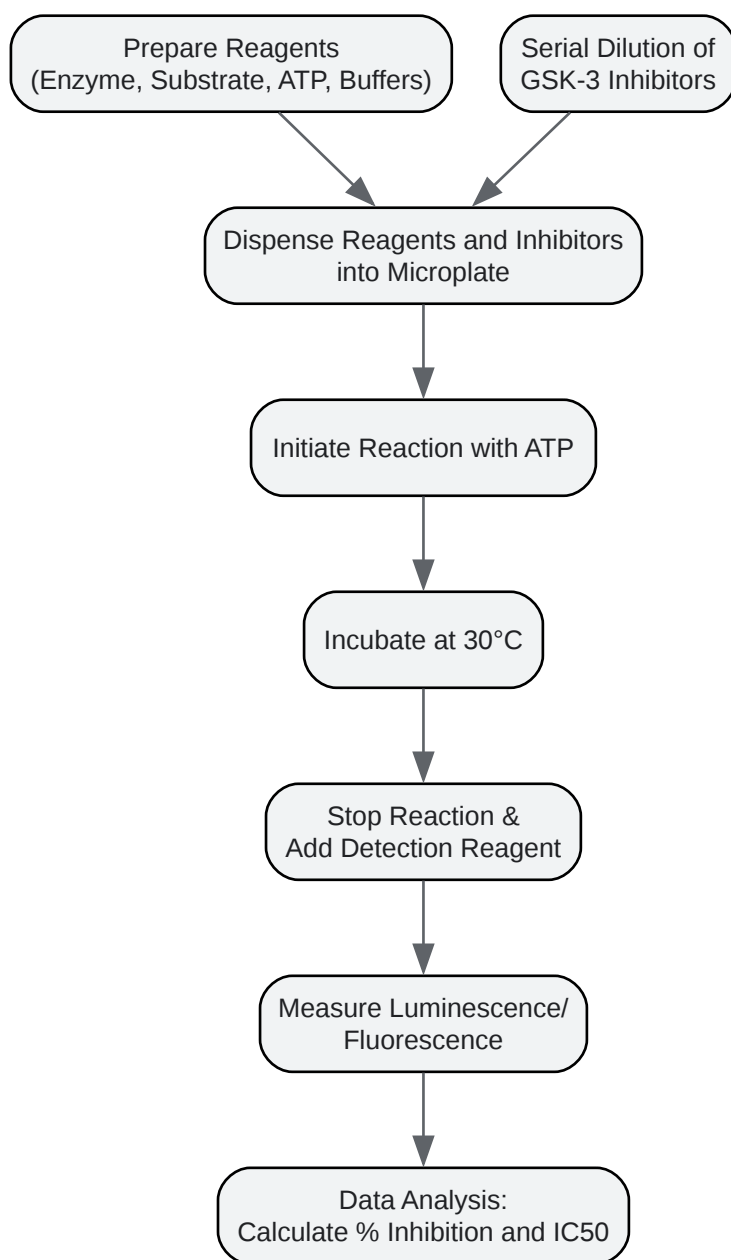 Prepare Reagents
(Enzyme, Substrate, ATP, Buffers)
Serial Dilution of
GSK-3 Inhibitors
Dispense Reagents and Inhibitors
into Microplate
Initiate Reaction with ATP
Incubate at 30°C
Stop Reaction &
Add Detection Reagent
Measure Luminescence/
Fluorescence
Data Analysis:
Calculate % Inhibition and IC50